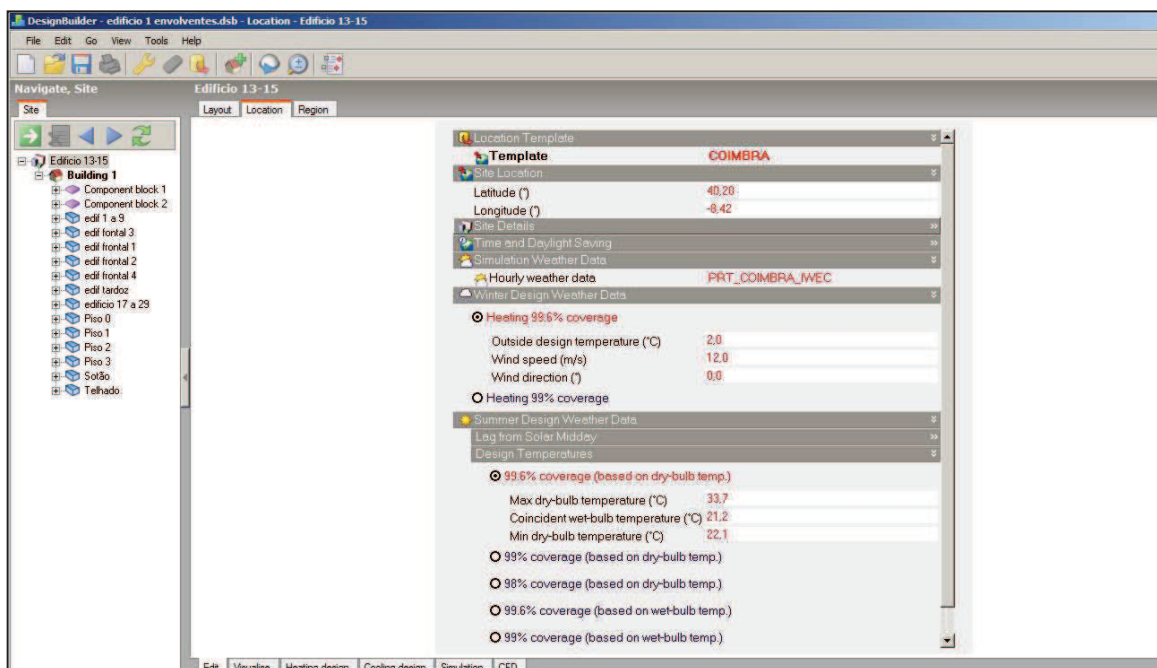 DesignBuilder - edificio 1 envolventes.dsb - Location - Edificio 13-15
File Edit Go View Tools Help
Navigate, Site
Edificio 13-15
Site
Layout Location Region
Edificio 13-15
Building 1
Component block 1
Component block 2
edif 1 a 9
edif fontal 3
edif frontal 1
edif frontal 2
edif frontal 4
edif tardoz
edificio 17 a 29
Piso 0
Piso 1
Piso 2
Piso 3
Sotão
Telhado
Location Template
Template COIMBRA
Site Location
Latitude (°) 40,20
Longitude (°) -8,42
Site Details
Time and Daylight Saving
Simulation Weather Data
Hourly weather data PRT_COIMBRA_IWEC
Winter Design Weather Data
Heating 99.6% coverage
Outside design temperature (°C) 2,0
Wind speed (m/s) 12,0
Wind direction (°) 0,0
Heating 99% coverage
Summer Design Weather Data
Lag from Solar Midday
Design Temperatures
99.6% coverage (based on dry-bulb temp.)
Max dry-bulb temperature (°C) 33,7
Coincident wet-bulb temperature (°C) 21,2
Min dry-bulb temperature (°C) 22,1
99% coverage (based on dry-bulb temp.)
98% coverage (based on dry-bulb temp.)
99.6% coverage (based on wet-bulb temp.)
99% coverage (based on wet-bulb temp.)
Edit Visualise Heating design Cooling design Simulation CFD